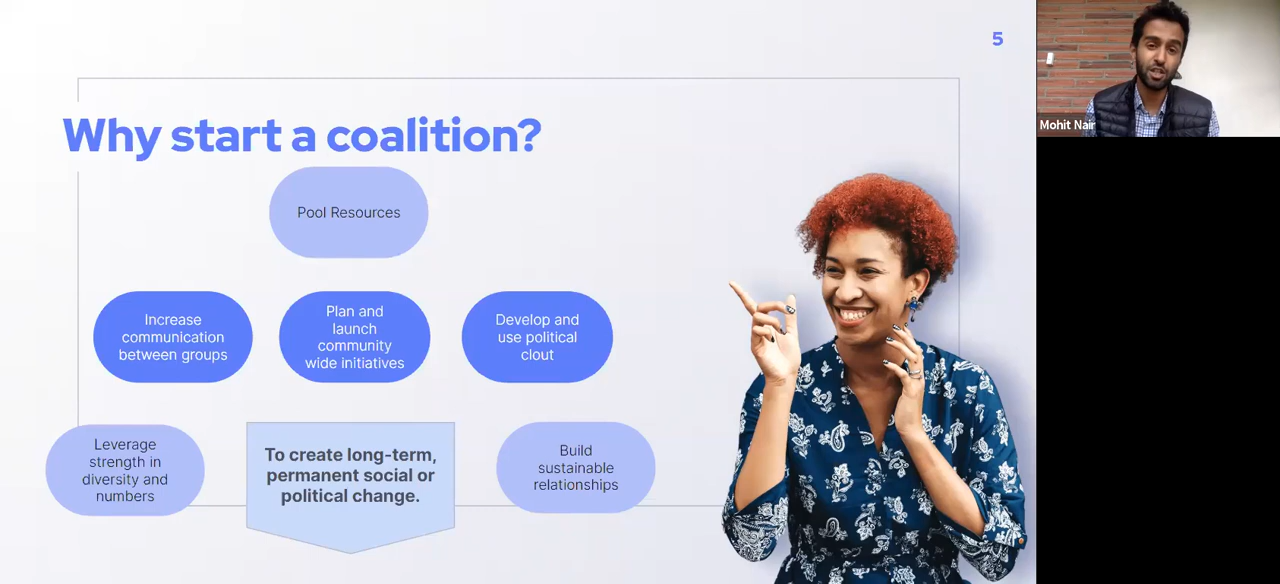 5
Why start a coalition?
Pool Resources
Increase
communication
between groups
Plan and
launch
community
wide initiatives
Develop and
use political
clout
Leverage
strength in
diversity and
numbers
To create long-term,
permanent social or
political change.
Build
sustainable
relationships
Mohit Nair